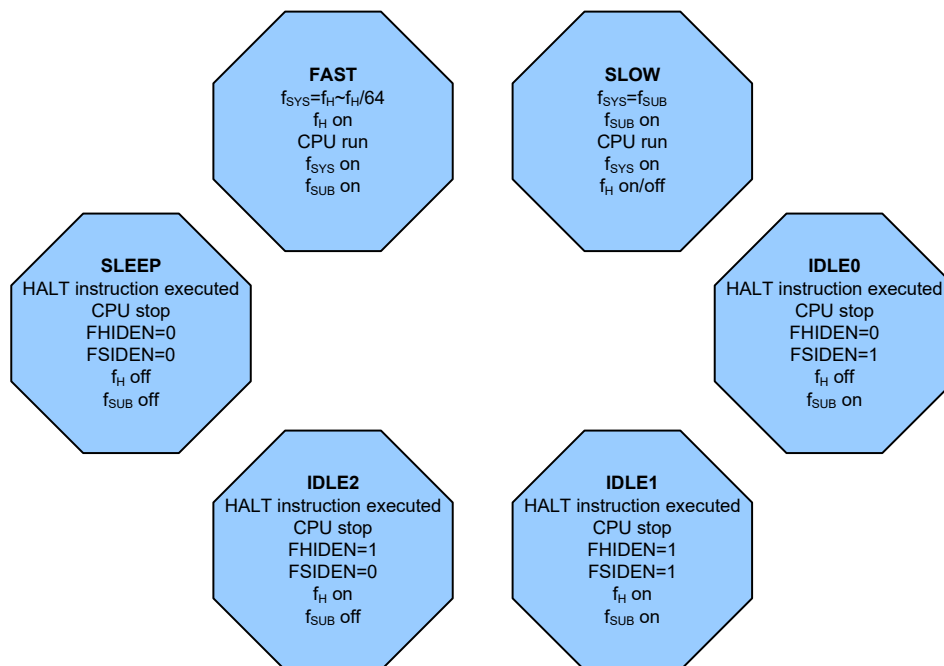 FAST
fSYS=fH~fH/64
fH on
CPU run
fSYS on
fSUB on
SLOW
fSYS=fSUB
fSUB on
CPU run
fSYS on
fH on/off
SLEEP
HALT instruction executed
CPU stop
FHIDEN=0
FSIDEN=0
fH off
fSUB off
IDLE0
HALT instruction executed
CPU stop
FHIDEN=0
FSIDEN=1
fH off
fSUB on
IDLE2
HALT instruction executed
CPU stop
FHIDEN=1
FSIDEN=0
fH on
fSUB off
IDLE1
HALT instruction executed
CPU stop
FHIDEN=1
FSIDEN=1
fH on
fSUB on